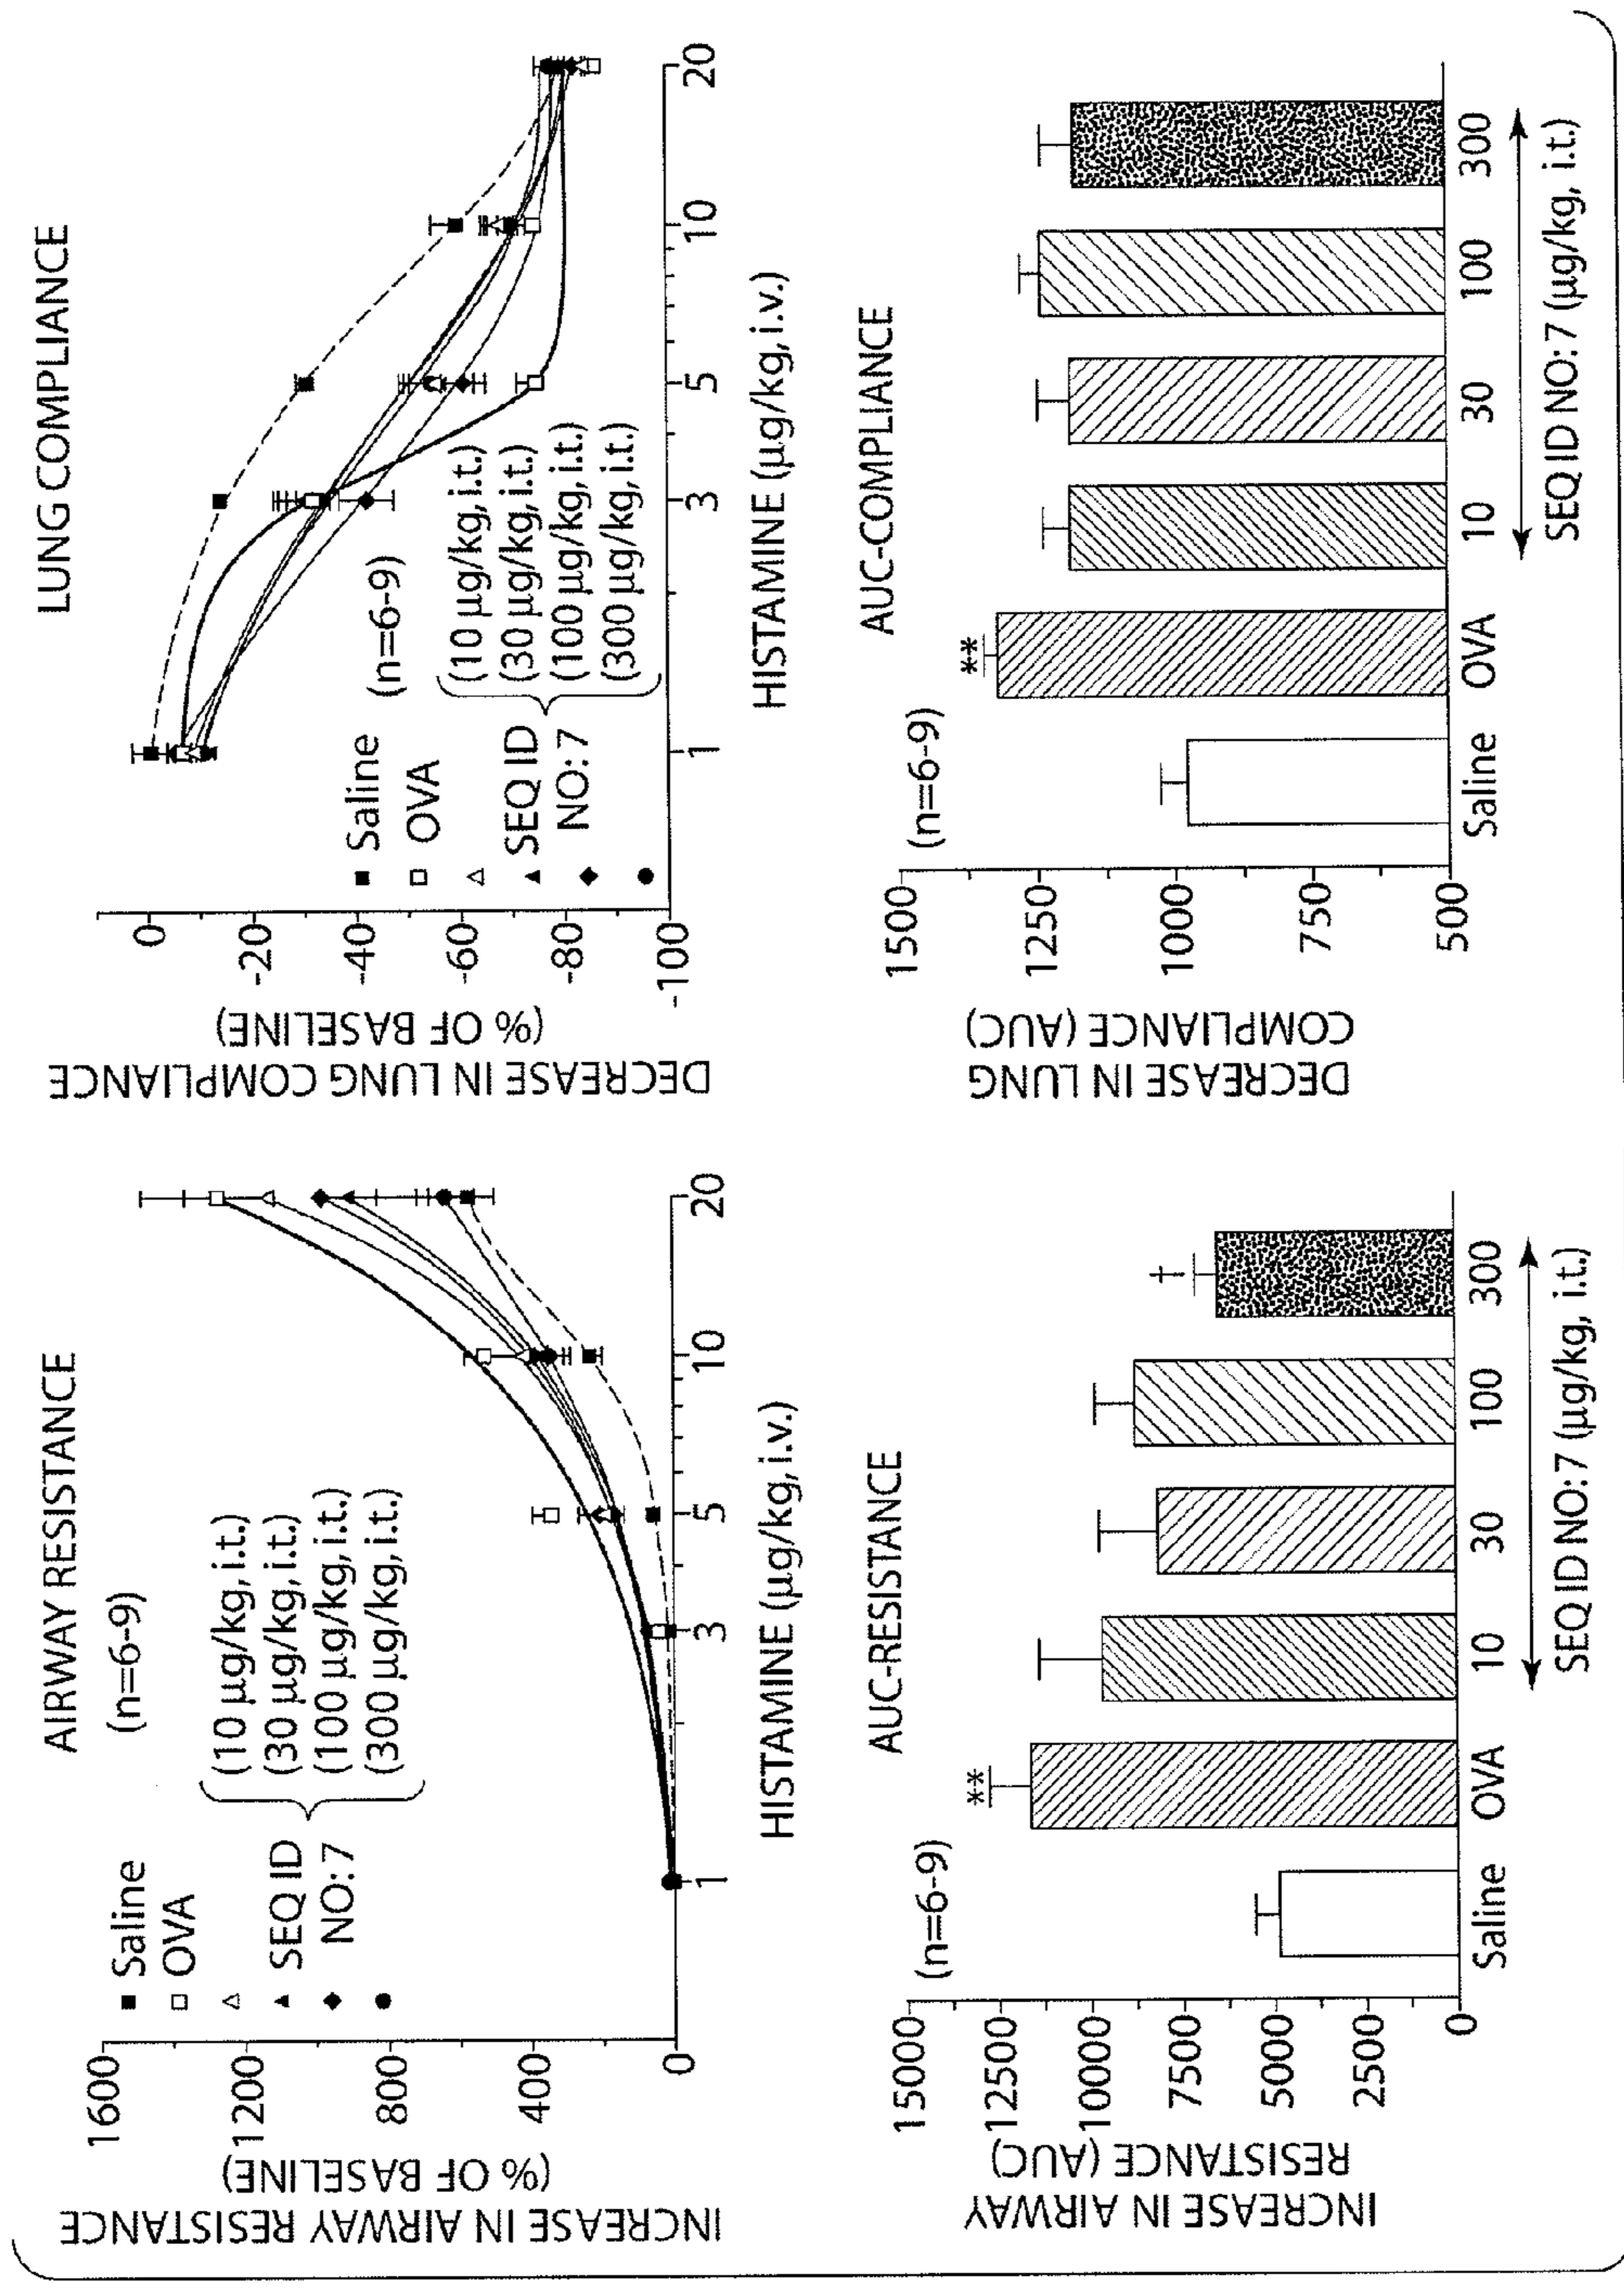 AIRWAY RESISTANCE
INCREASE IN AIRWAY RESISTANCE
(% OF BASELINE)
1600
1200
800
400
0
■ Saline (n=6-9)
□ OVA
△ (10 μg/kg, i.t.)
▲ SEQ ID (30 μg/kg, i.t.)
◆ NO: 7 (100 μg/kg, i.t.)
● (300 μg/kg, i.t.)
1 3 5 10 20
HISTAMINE (μg/kg, i.v.)
LUNG COMPLIANCE
DECREASE IN LUNG COMPLIANCE
(% OF BASELINE)
0
-20
-40
-60
-80
-100
■ Saline (n=6-9)
□ OVA
△ (10 μg/kg, i.t.)
▲ SEQ ID (30 μg/kg, i.t.)
◆ NO: 7 (100 μg/kg, i.t.)
● (300 μg/kg, i.t.)
1 3 5 10 20
HISTAMINE (μg/kg, i.v.)
AUC-RESISTANCE
INCREASE IN AIRWAY
RESISTANCE (AUC)
15000
12500
10000
7500
5000
2500
0
(n=6-9)
**
†
Saline OVA 10 30 100 300
SEQ ID NO: 7 (μg/kg, i.t.)
AUC-COMPLIANCE
DECREASE IN LUNG
COMPLIANCE (AUC)
1500
1250
1000
750
500
(n=6-9)
**
Saline OVA 10 30 100 300
SEQ ID NO: 7 (μg/kg, i.t.)